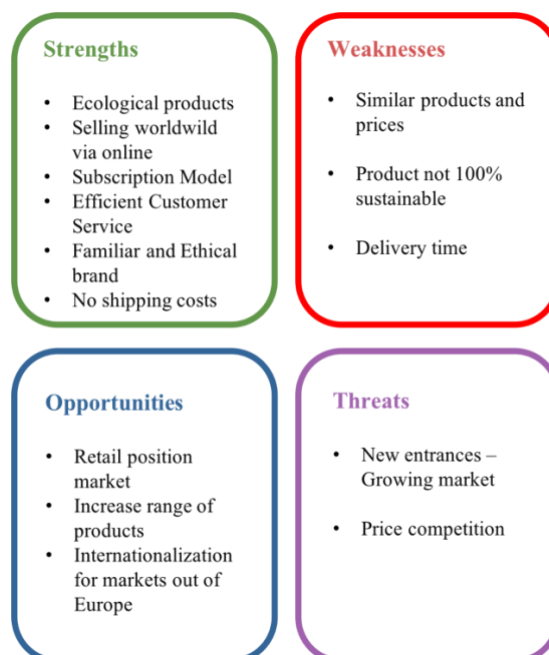 Strengths
• Ecological products
• Selling worldwild
via online
• Subscription Model
• Efficient Customer
Service
• Familiar and Ethical
brand
• No shipping costs
Weaknesses
• Similar products and
prices
• Product not 100%
sustainable
• Delivery time
Opportunities
• Retail position
market
• Increase range of
products
• Internationalization
for markets out of
Europe
Threats
• New entrances –
Growing market
• Price competition